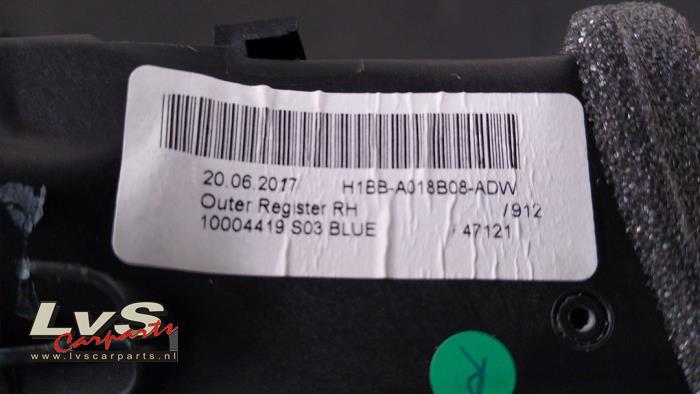 20.06.2017 H1BB-A018B08-ADW
Outer Register RH /912
10004419 S03 BLUE / 47121
LvS
Carparts
www.lvscarparts.nl
R